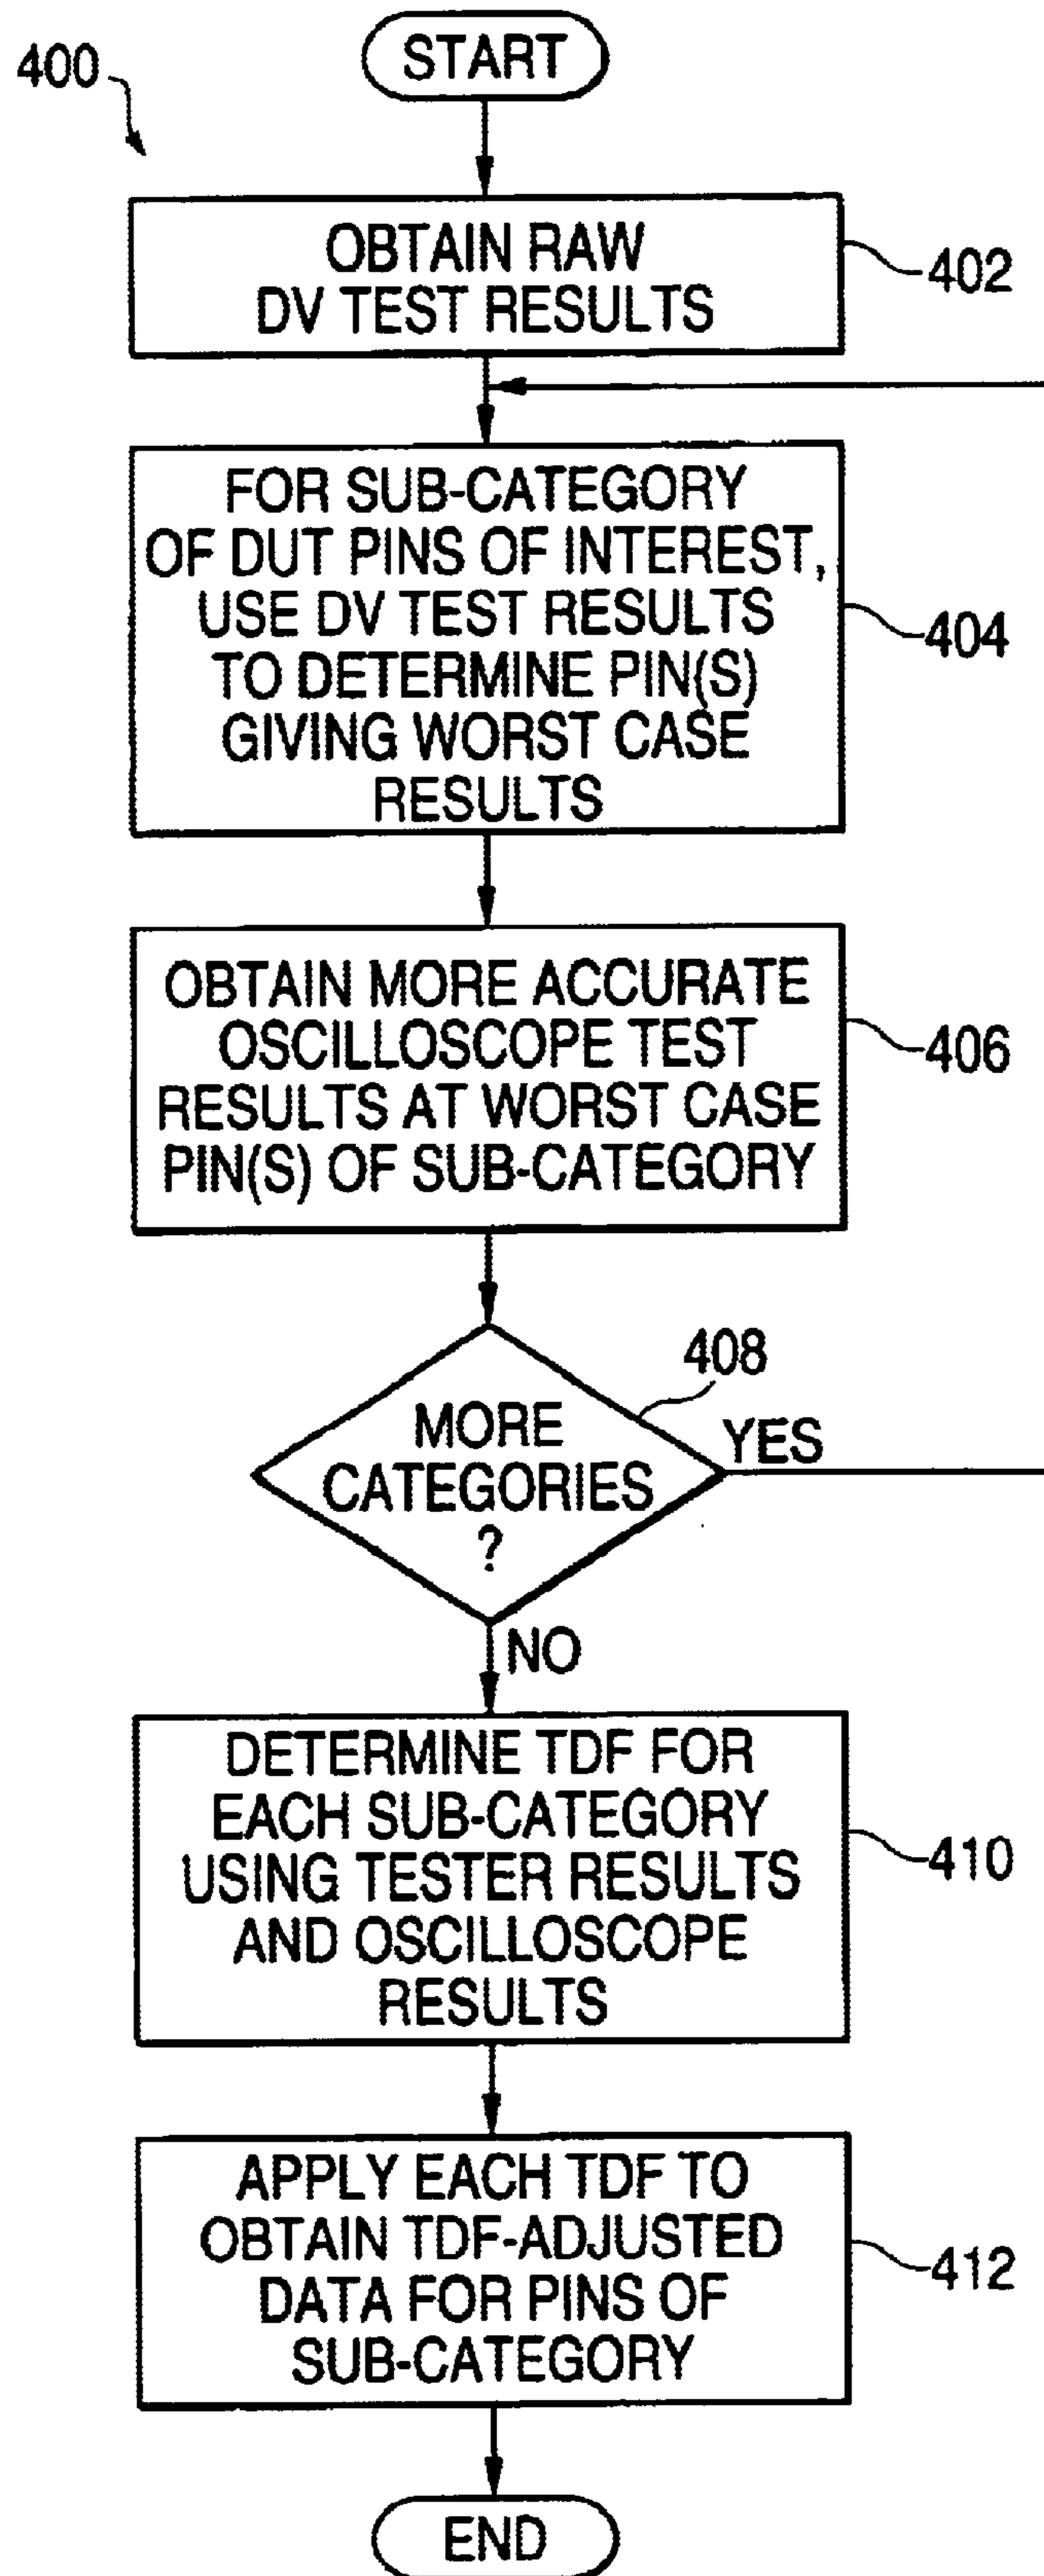 400
START
OBTAIN RAW
DV TEST RESULTS
402
FOR SUB-CATEGORY
OF DUT PINS OF INTEREST,
USE DV TEST RESULTS
TO DETERMINE PIN(S)
GIVING WORST CASE
RESULTS
404
OBTAIN MORE ACCURATE
OSCILLOSCOPE TEST
RESULTS AT WORST CASE
PIN(S) OF SUB-CATEGORY
406
408
MORE
CATEGORIES
?
YES
NO
DETERMINE TDF FOR
EACH SUB-CATEGORY
USING TESTER RESULTS
AND OSCILLOSCOPE
RESULTS
410
APPLY EACH TDF TO
OBTAIN TDF-ADJUSTED
DATA FOR PINS OF
SUB-CATEGORY
412
END